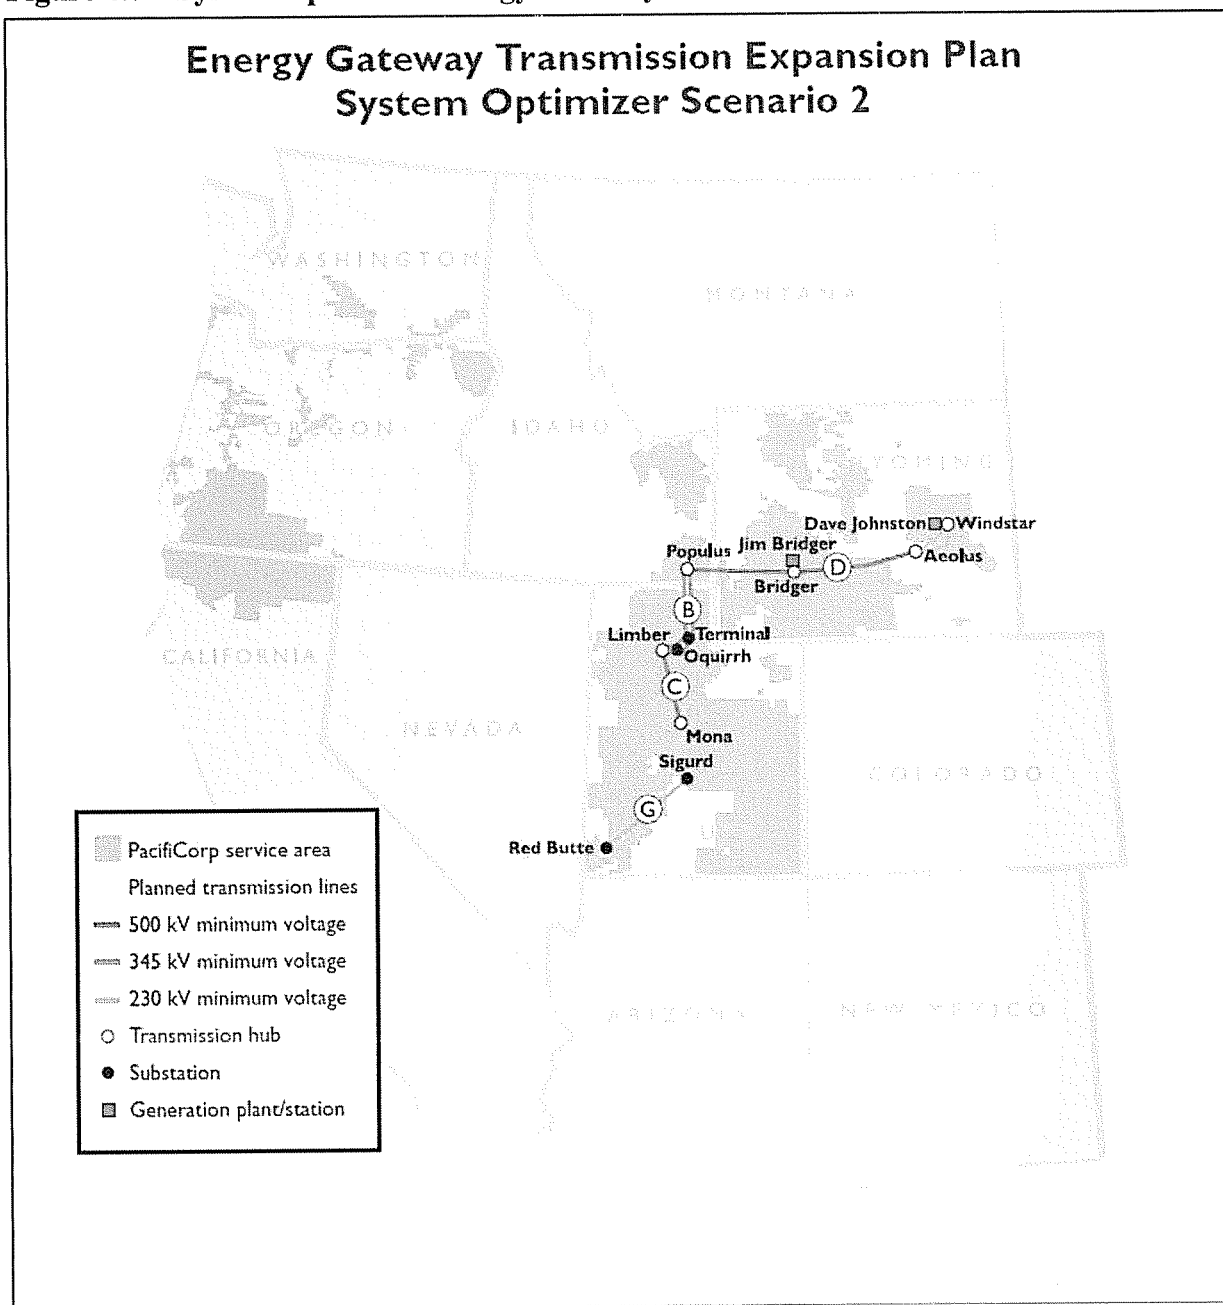 Energy Gateway Transmission Expansion Plan
System Optimizer Scenario 2
WASHINGTON
MONTANA
OREGON
IDAHO
WYOMING
Dave Johnston
Windstar
Populus
Jim Bridger
Aeolus
D
Bridger
B
Limber
Terminal
Oquirrh
CALIFORNIA
C
NEVADA
Mona
Sigurd
COLORADO
G
U
Red Butte
PacifiCorp service area
Planned transmission lines
500 kV minimum voltage
345 kV minimum voltage
230 kV minimum voltage
ARIZONA
NEW MEXICO
Transmission hub
Substation
Generation plant/station